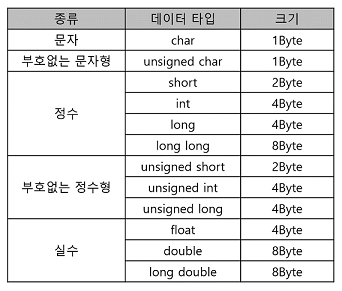 종류 데이터 타입 크기
문자 char 1Byte
부호없는 문자형 unsigned char 1Byte
정수 short 2Byte
int 4Byte
long 4Byte
long long 8Byte
부호없는 정수형 unsigned short 2Byte
unsigned int 4Byte
unsigned long 4Byte
실수 float 4Byte
double 8Byte
long double 8Byte